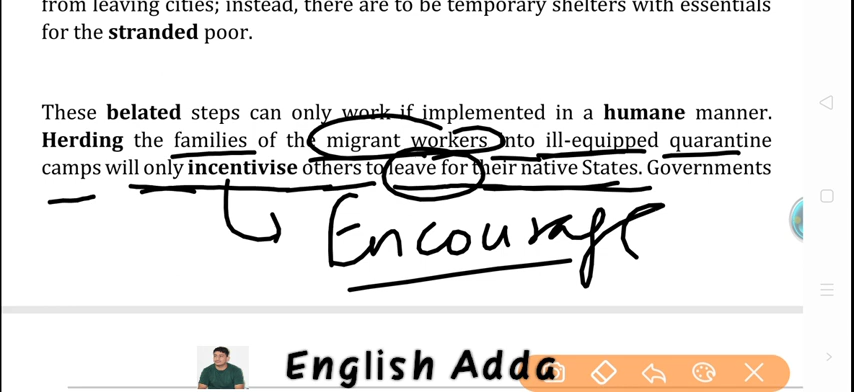 from leaving cities; instead, there are to be temporary shelters with essentials
for the stranded poor.
These belated steps can only work if implemented in a humane manner.
Herding the families of the migrant workers into ill-equipped quarantine
camps will only incentivise others to leave for their native States. Governments
Encourage
English Adda